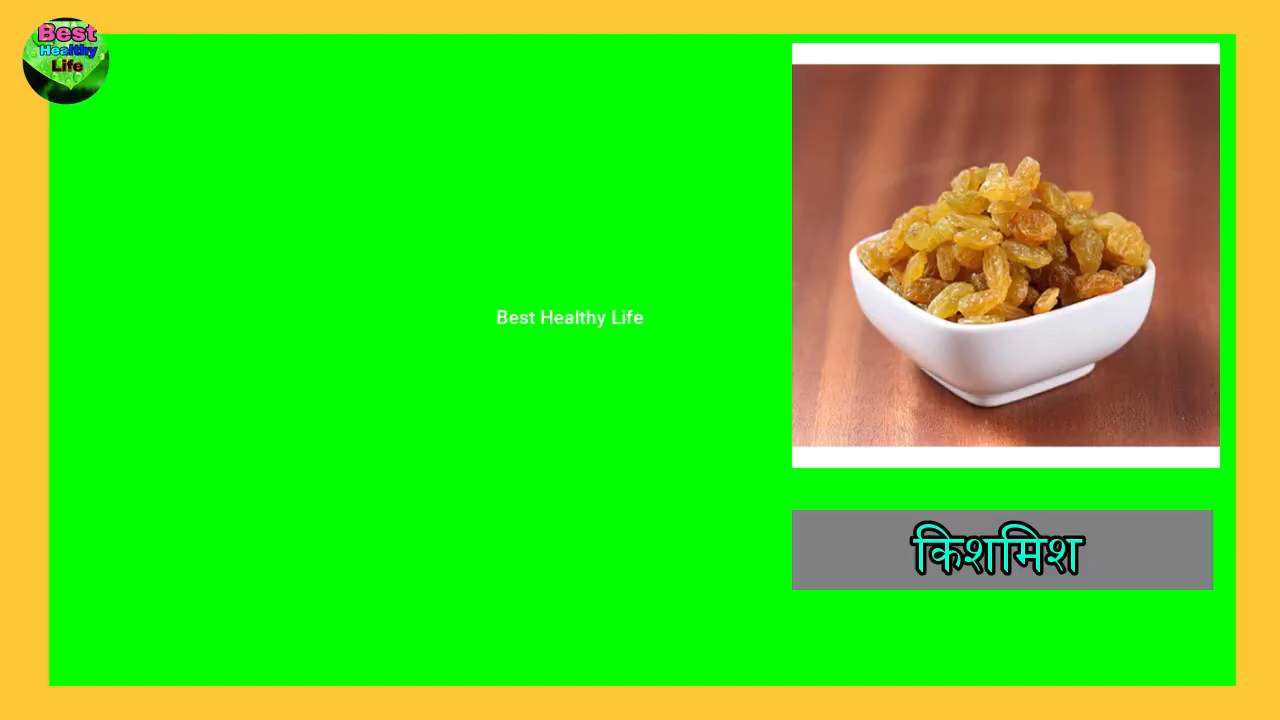 Best
Healthy
Life
Best Healthy Life
किशमिश